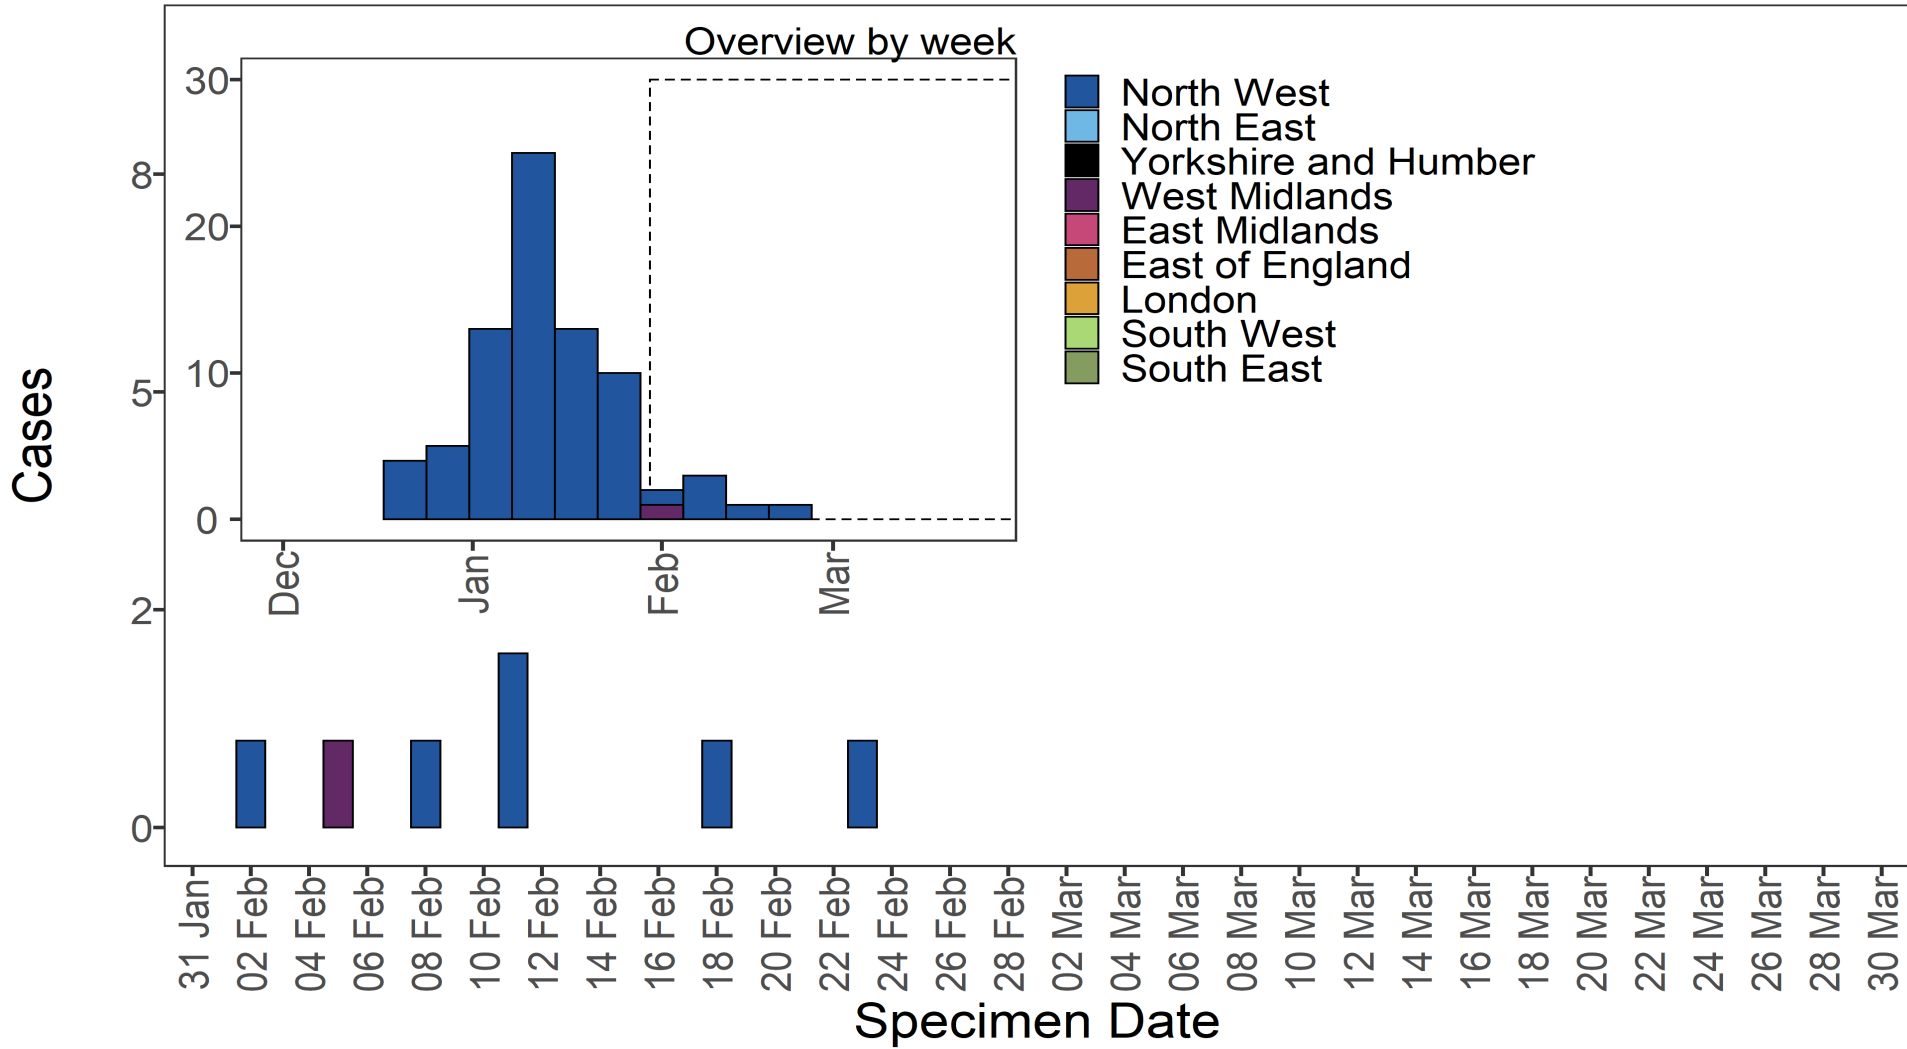 Overview by week
30
20
10
0
Dec
Jan
Feb
Mar
North West
North East
Yorkshire and Humber
West Midlands
East Midlands
East of England
London
South West
South East
Cases
8
5
2
0
31 Jan
02 Feb
04 Feb
06 Feb
08 Feb
10 Feb
12 Feb
14 Feb
16 Feb
18 Feb
20 Feb
22 Feb
24 Feb
26 Feb
28 Feb
02 Mar
04 Mar
06 Mar
08 Mar
10 Mar
12 Mar
14 Mar
16 Mar
18 Mar
20 Mar
22 Mar
24 Mar
26 Mar
28 Mar
30 Mar
Specimen Date